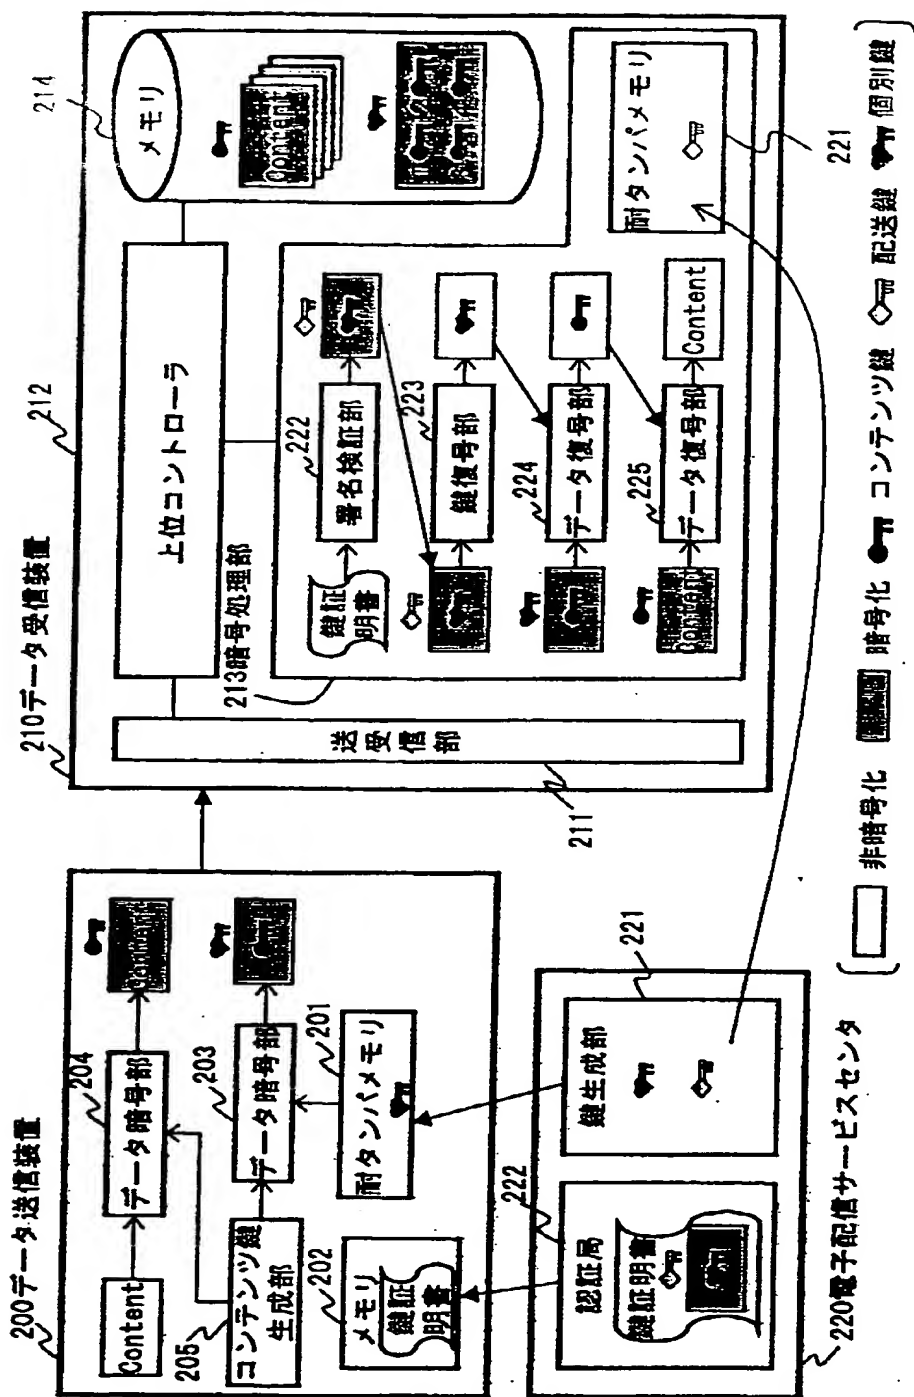 200データ送信装置
Content
204
データ暗号部
Content
205
コンテンツ鍵
生成部
203
データ暗号部
202
メモリ
鍵証
明書
201
耐タンパメモリ
220電子配信サービスセンタ
222
認証局
鍵証明書
221
鍵生成部
210データ受信装置
212
211
送受信部
上位コントローラ
214
メモリ
Content
213暗号処理部
鍵証
明書
222
署名検証部
223
鍵復号部
224
データ復号部
Content
225
データ復号部
Content
耐タンパメモリ
221
非暗号化
暗号化
コンテンツ鍵
配送鍵
個別鍵